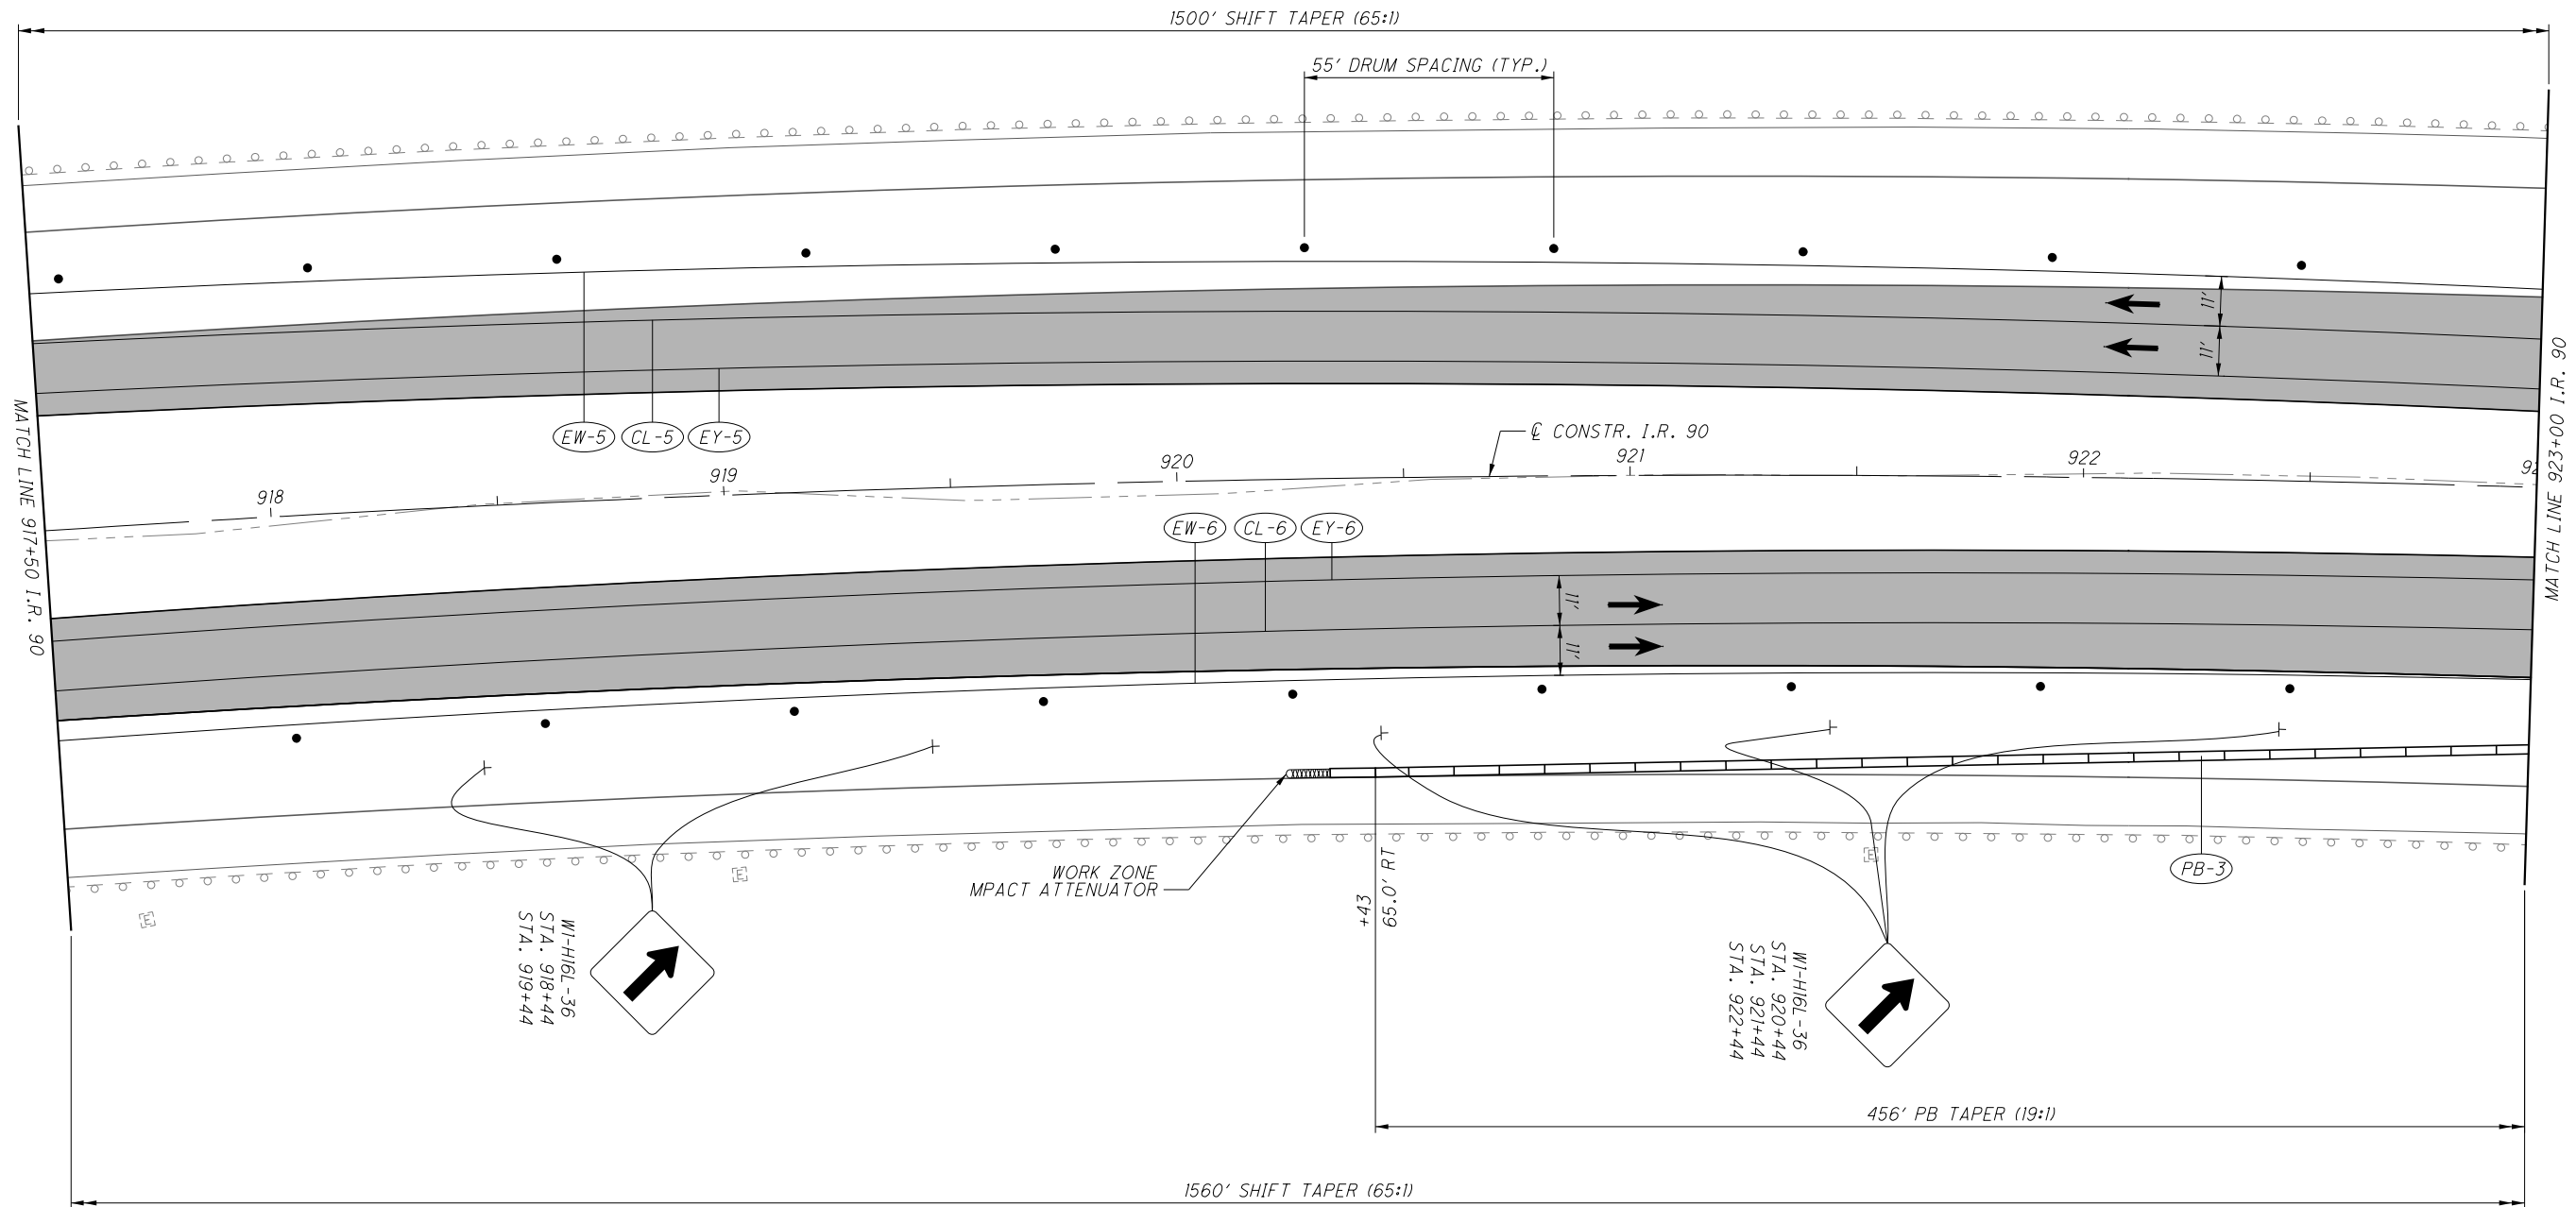 1500' SHIFT TAPER (65:1)
55' DRUM SPACING (TYP.)
11'
11'
EW-5
CL-5
EY-5
℄ CONSTR. I.R. 90
918
919
920
921
922
MATCH LINE 917+50 I.R. 90
MATCH LINE 923+00 I.R. 90
EW-6
CL-6
EY-6
11'
11'
WORK ZONE
MPACT ATTENUATOR
+43
65.0' RT
PB-3
E
E
E
W1-H16L-36
STA. 918+44
STA. 919+44
W1-H16L-36
STA. 920+44
STA. 921+44
STA. 922+44
456' PB TAPER (19:1)
1560' SHIFT TAPER (65:1)